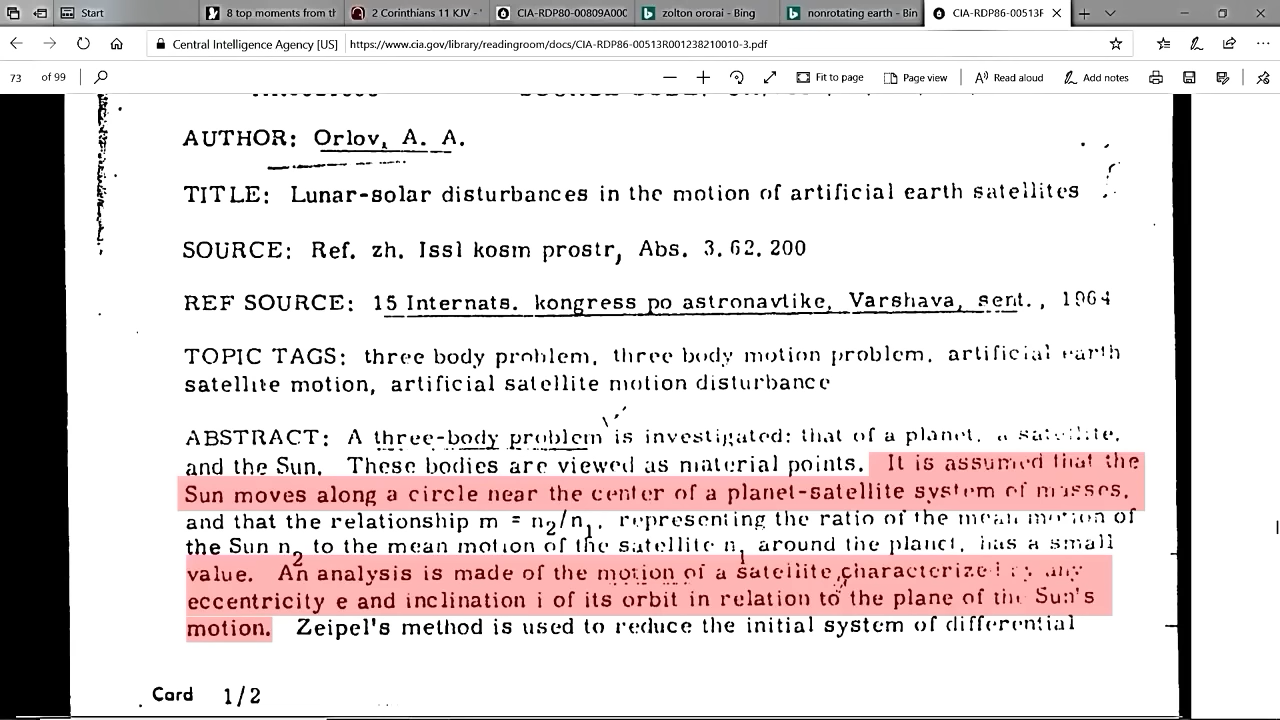 Start
8 top moments from th
2 Corinthians 11 KJV - "
CIA-RDP80-00809A000
zolton ororai - Bing
nonrotating earth - Bin
CIA-RDP86-00513F
Central Intelligence Agency [US]
https://www.cia.gov/library/readingroom/docs/CIA-RDP86-00513R001238210010-3.pdf
73 of 99
Fit to page
Page view
Read aloud
Add notes
AUTHOR: Orlov, A. A.
TITLE: Lunar-solar disturbances in the motion of artificial earth satellites
SOURCE: Ref. zh. Issl kosm prostr, Abs. 3.62.200
REF SOURCE: 15 Internats. kongress po astronavtike, Varshava, sent., 1964
TOPIC TAGS: three body problem, three body motion problem, artificial earth
satellite motion, artificial satellite motion disturbance
ABSTRACT: A three-body problem is investigated: that of a planet, a satellite,
and the Sun. These bodies are viewed as material points. It is assumed that the
Sun moves along a circle near the center of a planet-satellite system of masses,
and that the relationship m = n2/n1, representing the ratio of the mean motion of
the Sun n2 to the mean motion of the satellite n1 around the planet, has a small
value. An analysis is made of the motion of a satellite characterized by any
eccentricity e and inclination i of its orbit in relation to the plane of the Sun's
motion. Zeipel's method is used to reduce the initial system of differential
Card 1/2